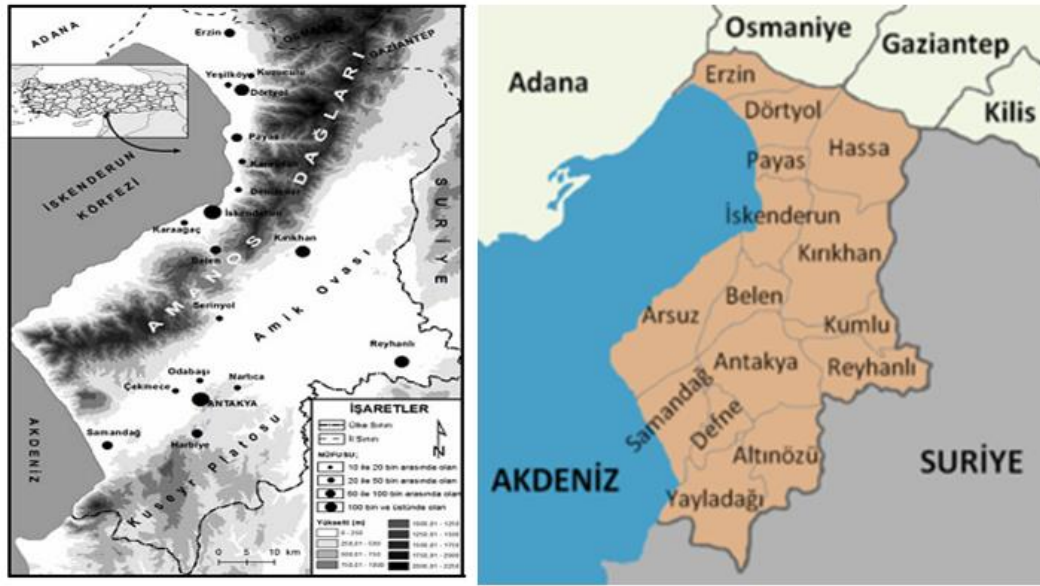 ADANA
Erzin
OSMANİYE
GAZİANTEP
Yeşilköy
Kuzuculu
Dörtyol
Payas
İSKENDERUN
KÖRFEZİ
İskenderun
Karaağaç
Belen
Kırıkhan
AMANOS DAĞLARI
SURİYE
Serinyol
Amik Ovası
Reyhanlı
Odabaşı
Çekmece
Narlıca
ANTAKYA
Samandağ
Harbiye
AKDENİZ
Kuseyr Platosu
İŞARETLER
Ülke Sınırı
İl Sınırı
N
NÜFUSU;
10 ile 20 bin arasında olan
20 ile 50 bin arasında olan
50 ile 100 bin arasında olan
100 bin ve üstünde olan
Yükselti (m)
0 - 250
0 5 10 km
Osmaniye
Gaziantep
Adana
Kilis
Erzin
Dörtyol
Hassa
Payas
İskenderun
Kırıkhan
Belen
Arsuz
Kumlu
Antakya
Reyhanlı
Samandağ
Defne
Altınözü
AKDENİZ
SURİYE
Yayladağı